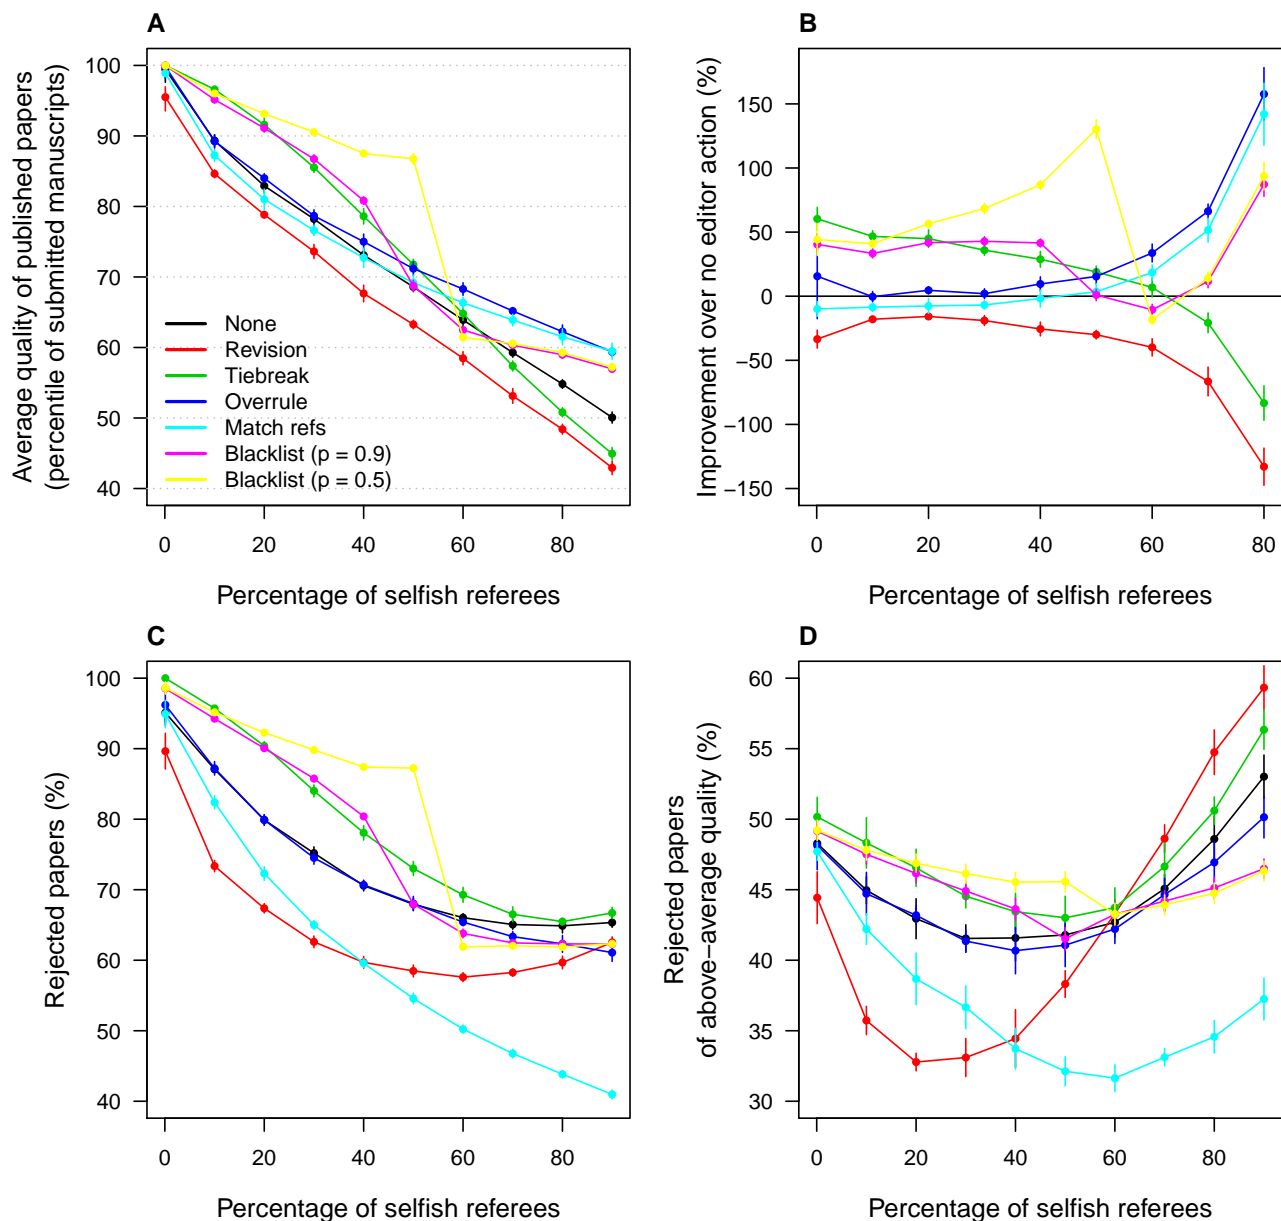 A
Average quality of published papers
(percentile of submitted manuscripts)
100
90
80
70
60
50
40
None
Revision
Tiebreak
Overrule
Match refs
Blacklist (p = 0.9)
Blacklist (p = 0.5)
0 20 40 60 80
Percentage of selfish referees
B
Improvement over no editor action (%)
150
100
50
0
−50
−100
−150
0 20 40 60 80
Percentage of selfish referees
C
Rejected papers (%)
100
90
80
70
60
50
40
0 20 40 60 80
Percentage of selfish referees
D
Rejected papers
of above−average quality (%)
60
55
50
45
40
35
30
0 20 40 60 80
Percentage of selfish referees